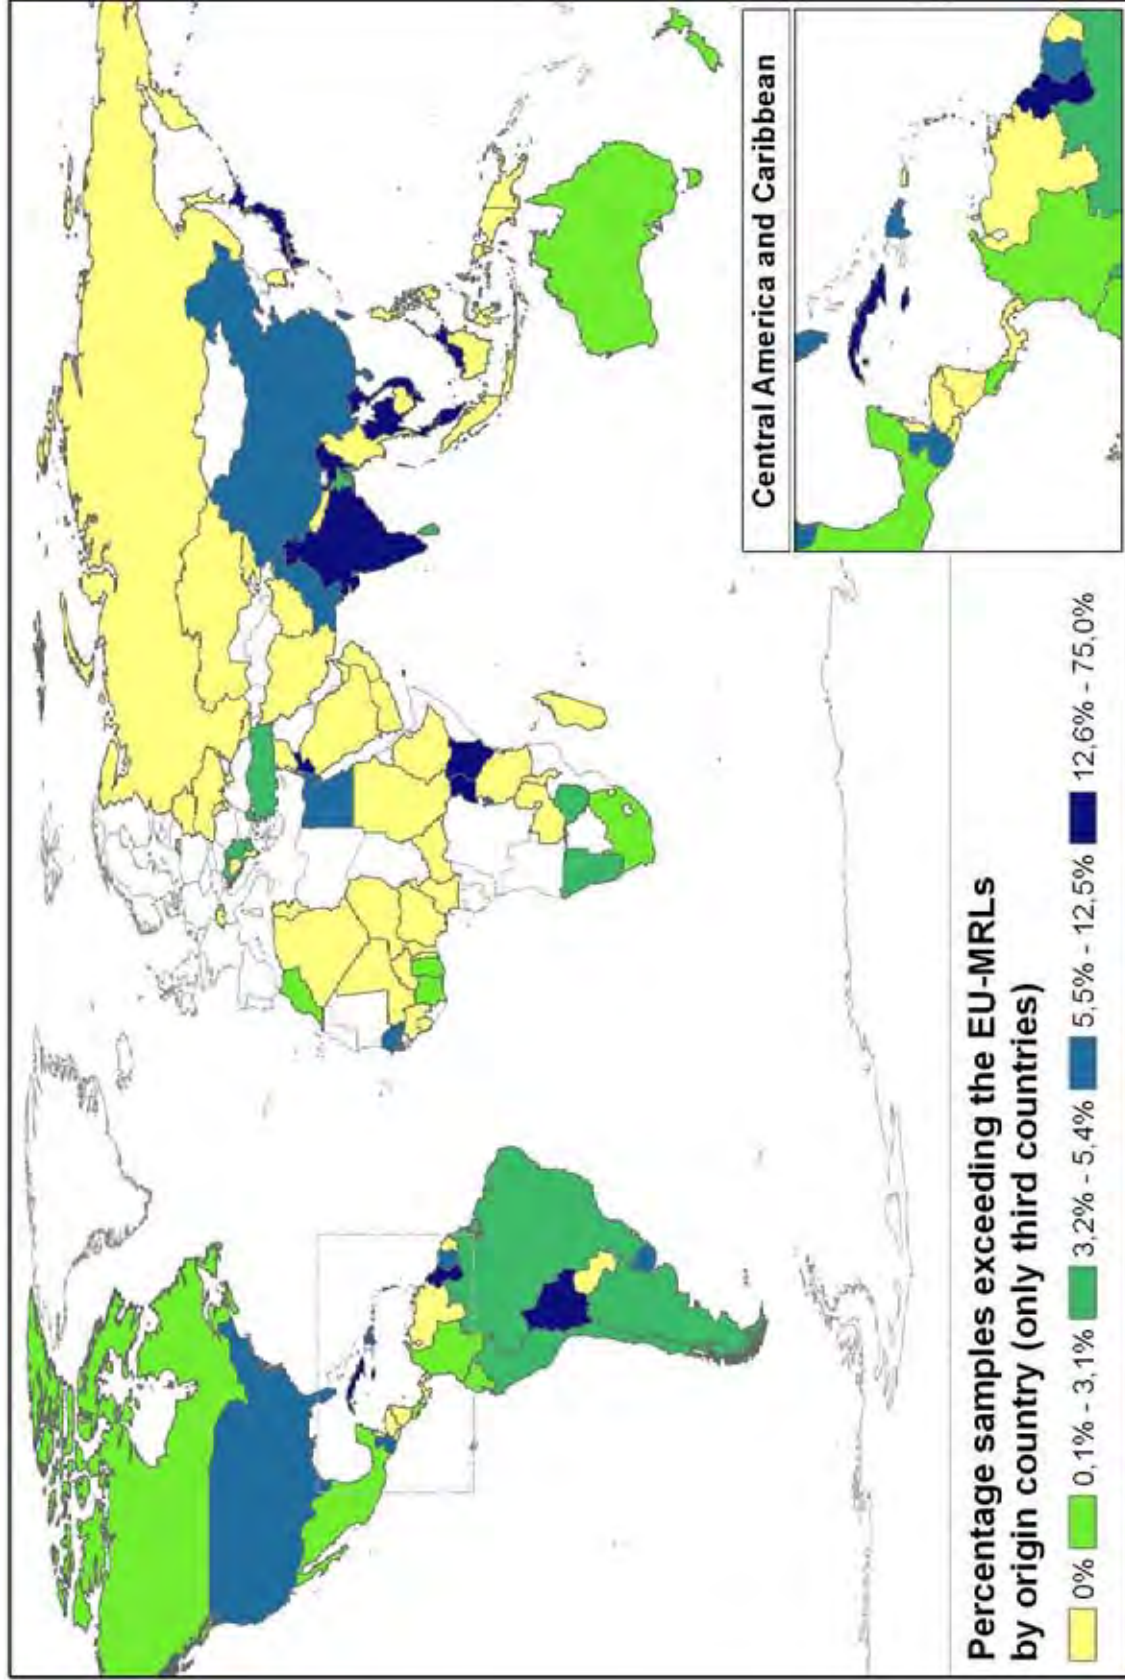 Central America and Caribbean
Percentage samples exceeding the EU-MRLs
by origin country (only third countries)
0% 0,1% - 3,1% 3,2% - 5,4% 5,5% - 12,5% 12,6% - 75,0%